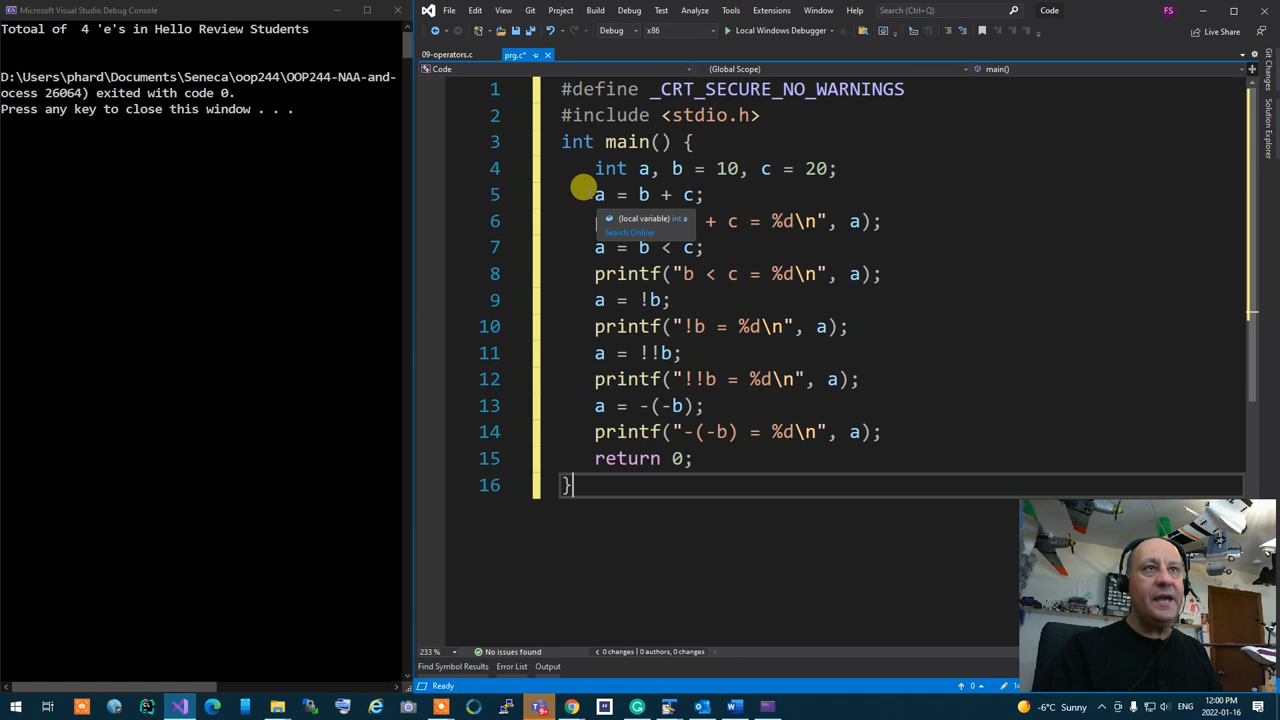 Microsoft Visual Studio Debug Console
Totoal of  4 'e's in Hello Review Students
D:\Users\phard\Documents\Seneca\oop244\OOP244-NAA-and-
ocess 26064) exited with code 0.
Press any key to close this window . . .
File Edit View Git Project Build Debug Test Analyze Tools Extensions Window Help Search (Ctrl+Q) Code FS
Debug x86 Local Windows Debugger Live Share
09-operators.c prg.c*
Code (Global Scope) main()
1 #define _CRT_SECURE_NO_WARNINGS
2 #include <stdio.h>
3 int main() {
4 int a, b = 10, c = 20;
5 a = b + c;
6 + c = %d\n", a);
(local variable) int a
Search Online
7 a = b < c;
8 printf("b < c = %d\n", a);
9 a = !b;
10 printf("!b = %d\n", a);
11 a = !!b;
12 printf("!!b = %d\n", a);
13 a = -(-b);
14 printf("-(-b) = %d\n", a);
15 return 0;
16 }
Git Changes
Solution Explorer
233 % No issues found 0 changes | 0 authors, 0 changes
Find Symbol Results Error List Output
Ready 0
-6°C Sunny 12:00 PM
2022-01-16